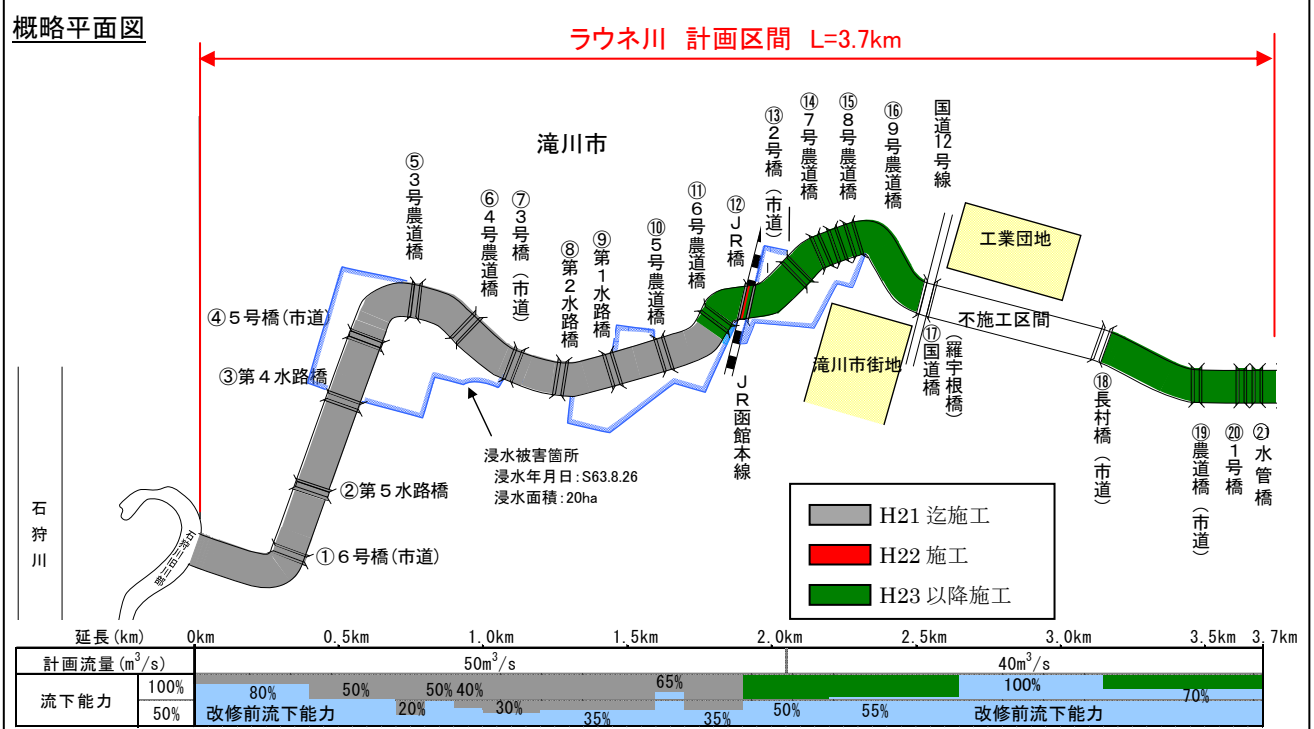 概略平面図
ラウネ川 計画区間 L=3.7km
滝川市
①６号橋(市道)
②第５水路橋
③第４水路橋
④５号橋(市道)
⑤３号農道橋
⑥４号農道橋
⑦３号橋（市道）
⑧第２水路橋
⑨第１水路橋
⑩５号農道橋
⑪６号農道橋
⑫ＪＲ橋
⑬２号橋（市道）
⑭７号農道橋
⑮８号農道橋
⑯９号農道橋
国道12号線
工業団地
不施工区間
滝川市街地
⑰国道橋
（羅宇根橋）
⑱長村橋（市道）
⑲農道橋（市道）
⑳１号橋
㉑水管橋
ＪＲ函館本線
浸水被害箇所
浸水年月日:S63.8.26
浸水面積:20ha
石狩川
石狩川旧川部
H21 迄施工
H22 施工
H23 以降施工
延長(km) 0km 0.5km 1.0km 1.5km 2.0km 2.5km 3.0km 3.5km 3.7km
計画流量(m³/s) 50m³/s 40m³/s
流下能力
100% 80% 50% 50% 40% 65% 100% 70%
50% 改修前流下能力 20% 30% 35% 35% 50% 55% 改修前流下能力